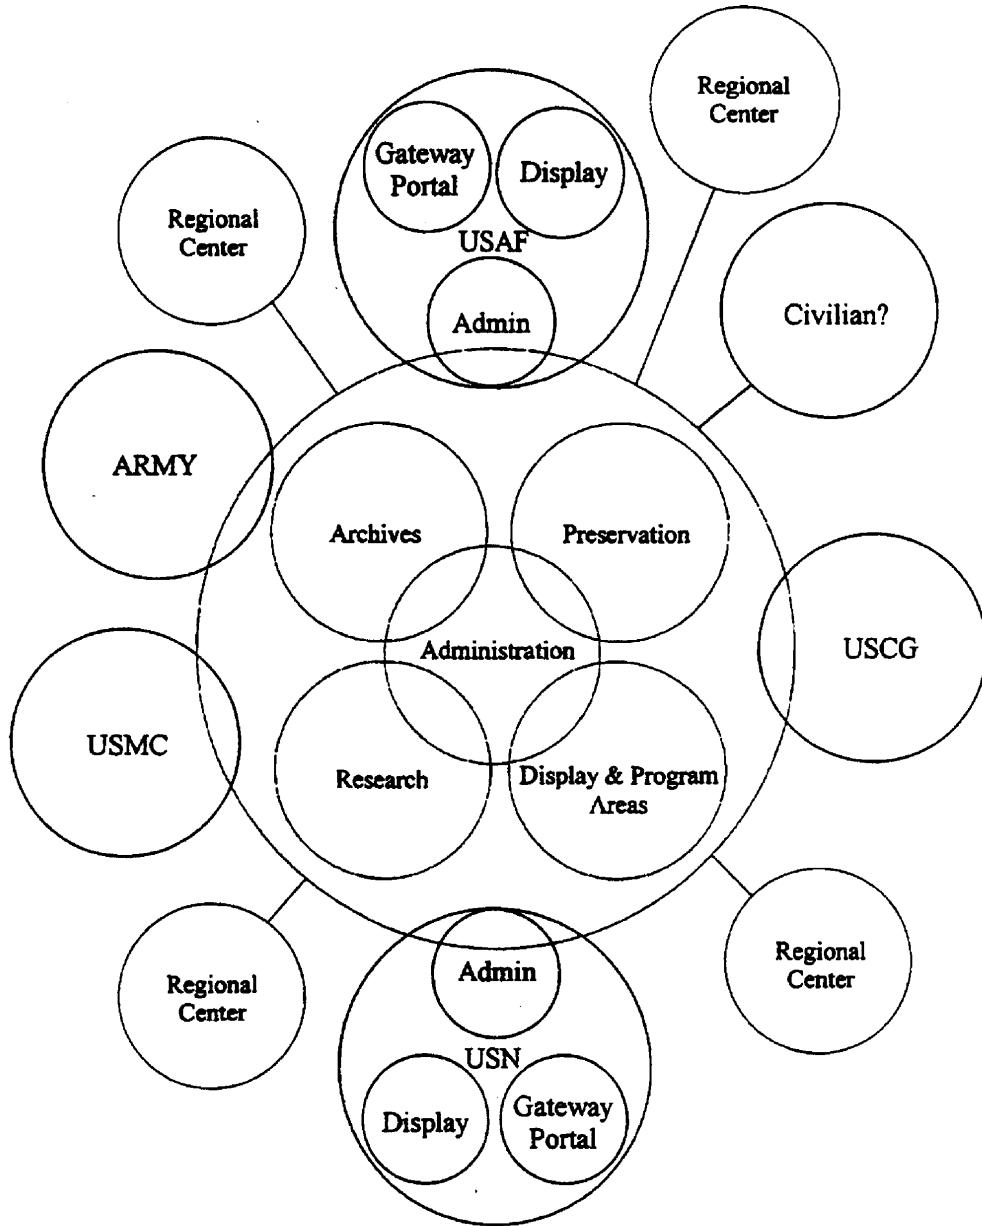 Regional
Center
Gateway
Portal
Display
Regional
Center
USAF
Admin
Civilian?
ARMY
Archives
Preservation
Administration
USCG
USMC
Research
Display & Program
Areas
Admin
Regional
Center
Regional
Center
USN
Display
Gateway
Portal